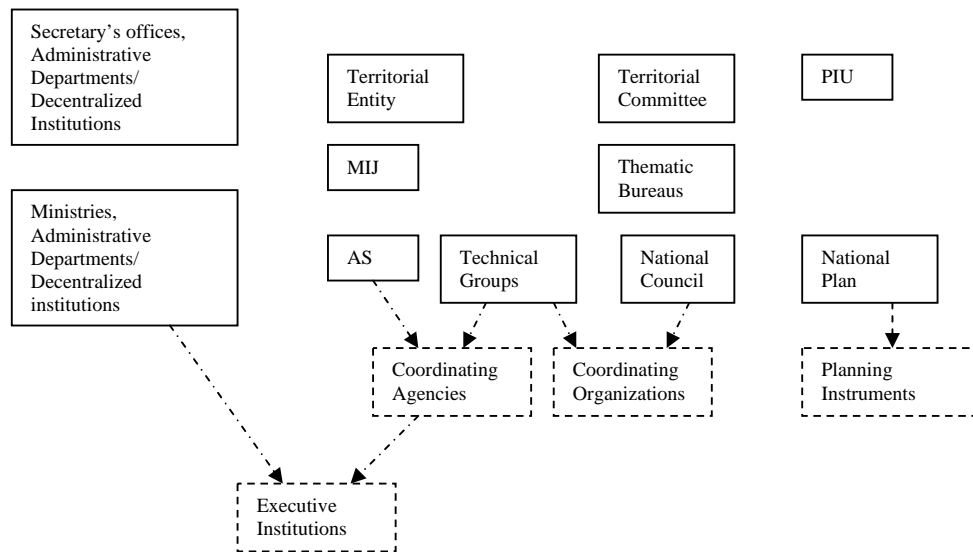 Secretary’s offices,
Administrative
Departments/
Decentralized
Institutions
Territorial
Entity
Territorial
Committee
PIU
MIJ
Thematic
Bureaus
Ministries,
Administrative
Departments/
Decentralized
institutions
AS
Technical
Groups
National
Council
National
Plan
Coordinating
Agencies
Coordinating
Organizations
Planning
Instruments
Executive
Institutions